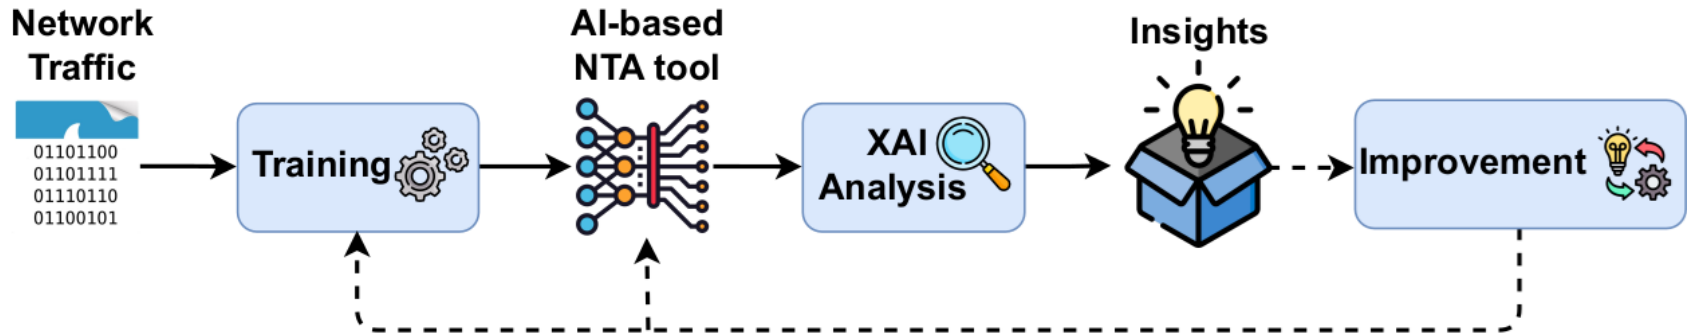 Network
Traffic
01101100
01101111
01110110
01100101
Training
AI-based
NTA tool
XAI
Analysis
Insights
Improvement